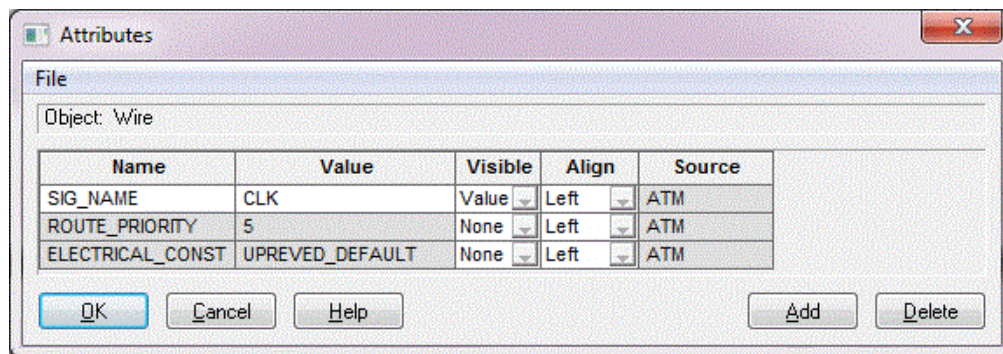 Attributes
File
Object: Wire
Name Value Visible Align Source
SIG_NAME CLK Value Left ATM
ROUTE_PRIORITY 5 None Left ATM
ELECTRICAL_CONST UPREVED_DEFAULT None Left ATM
OK Cancel Help Add Delete